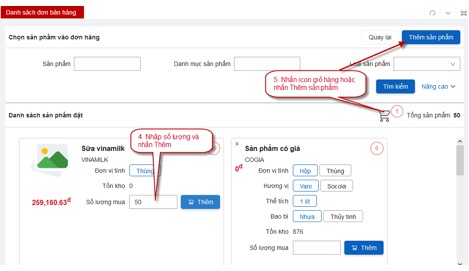 Danh sách đơn bán hàng
Chọn sản phẩm vào đơn hàng
Quay lại
Thêm sản phẩm
Sản phẩm
Danh mục sản phẩm
Loại sản phẩm
5. Nhấn icon giỏ hàng hoặc
nhấn Thêm sản phẩm
Tìm kiếm
Nâng cao
Danh sách sản phẩm đặt
1
Tổng sản phẩm: 50
4. Nhập số lượng và
nhấn Thêm
Sữa vinamilk
VINAMILK
Đơn vị tính
Thùng
Tồn kho 0
259,160.63đ
Số lượng mua
50
Thêm
Sản phẩm có giá
0
COGIA
0đ
Đơn vị tính
Hộp
Thùng
Hương vị
Vani
Socola
Thể tích
1 lít
Bao bì
Nhựa
Thủy tinh
Tồn kho 876
Số lượng mua
Thêm